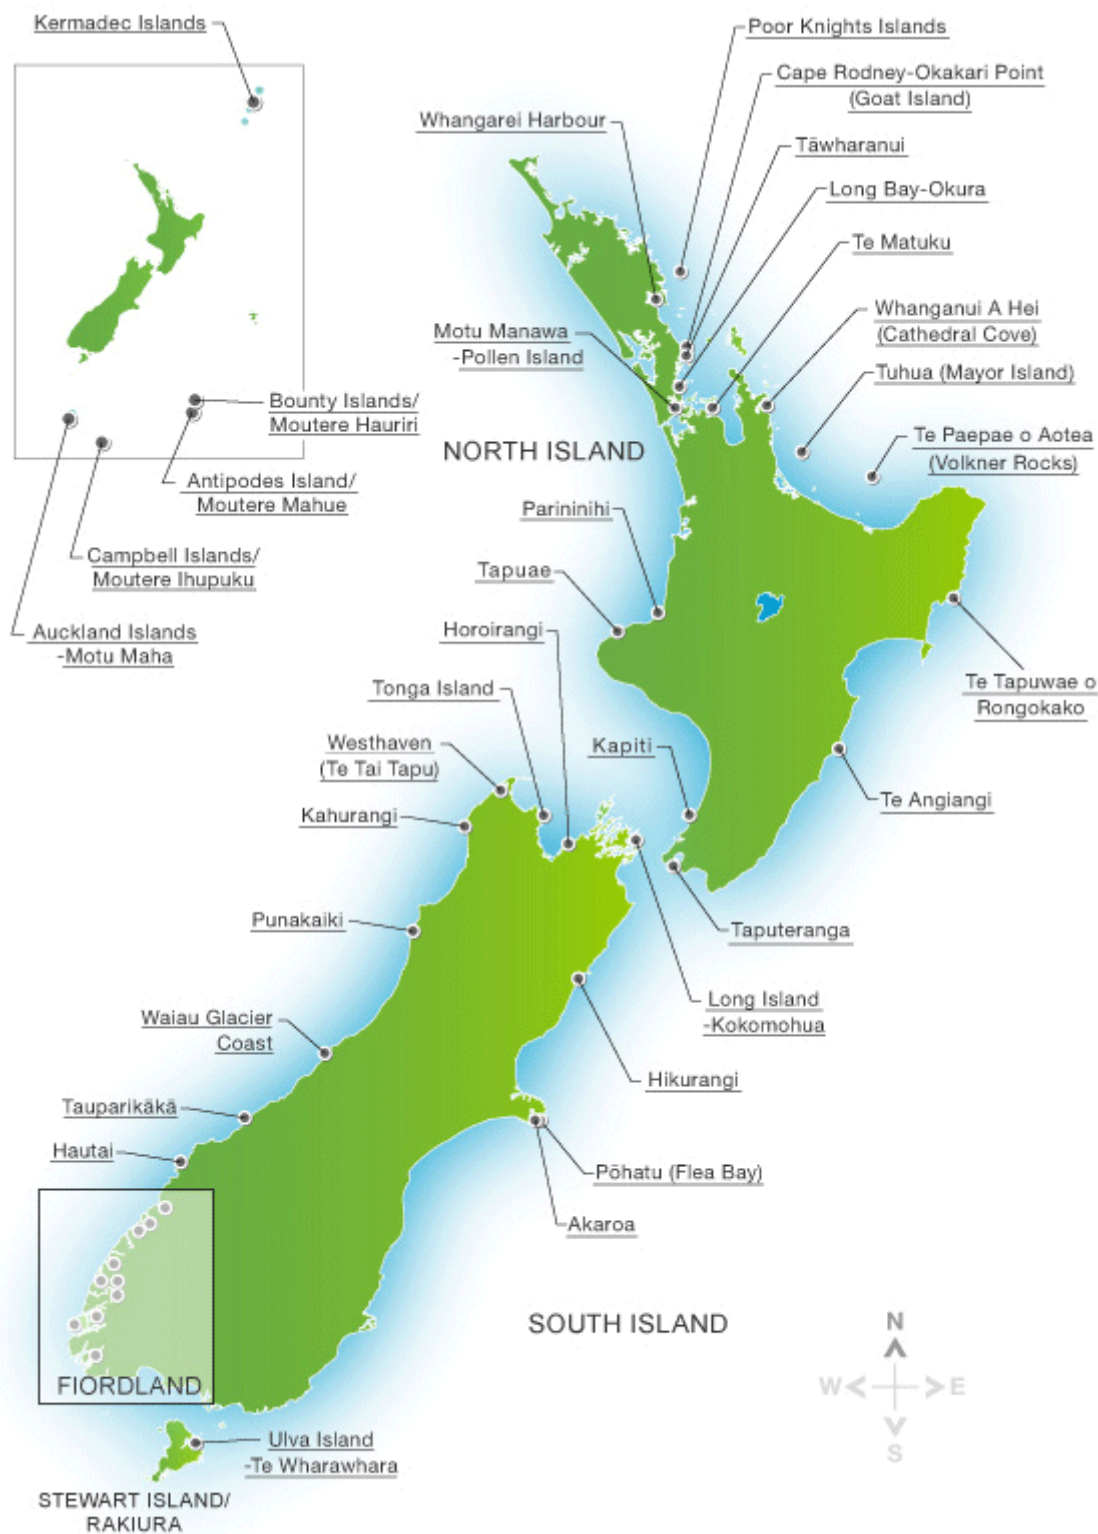 Kermadec Islands
Poor Knights Islands
Cape Rodney-Okakari Point
(Goat Island)
Whangarei Harbour
Tāwharanui
Long Bay-Okura
Te Matuku
Whanganui A Hei
(Cathedral Cove)
Motu Manawa
-Pollen Island
Tuhua (Mayor Island)
Bounty Islands/
Moutere Hauriri
NORTH ISLAND
Te Paepae o Aotea
(Volkner Rocks)
Antipodes Island/
Moutere Mahue
Parininihi
Campbell Islands/
Moutere Ihupuku
Tapuae
Auckland Islands
-Motu Maha
Horoirangi
Te Tapuwae o
Rongokako
Tonga Island
Westhaven
(Te Tai Tapu)
Kapiti
Te Angiangi
Kahurangi
Punakaiki
Taputeranga
Long Island
-Kokomohua
Waiau Glacier
Coast
Hikurangi
Tauparikākā
Hautai
Pōhatu (Flea Bay)
Akaroa
SOUTH ISLAND
N
W
E
S
FIORDLAND
Ulva Island
-Te Wharawhara
STEWART ISLAND/
RAKIURA